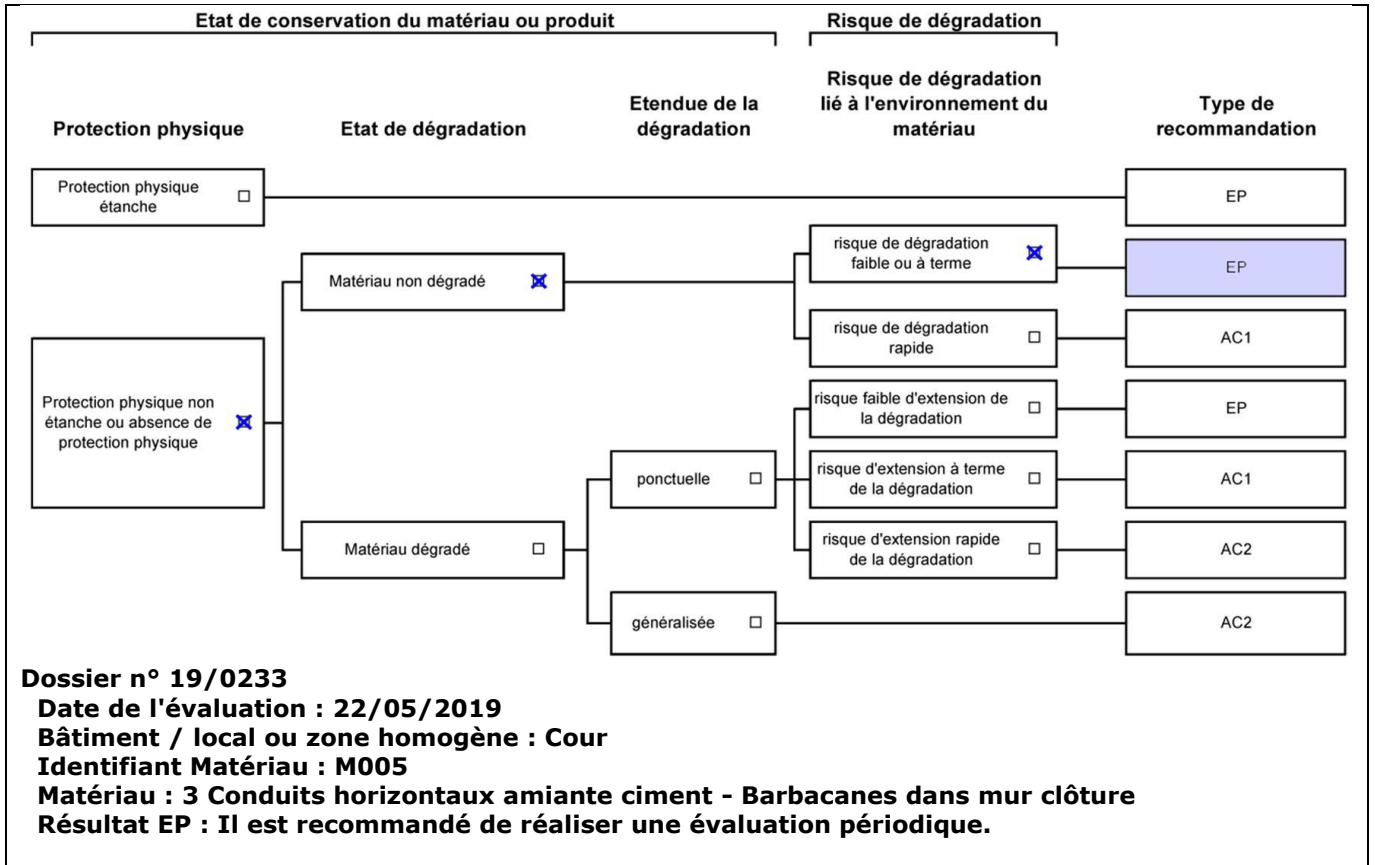 Etat de conservation du matériau ou produit
Risque de dégradation
Protection physique
Etat de dégradation
Etendue de la
dégradation
Risque de dégradation
lié à l'environnement du
matériau
Type de
recommandation
Protection physique
étanche
EP
risque de dégradation
faible ou à terme
EP
Matériau non dégradé
risque de dégradation
rapide
AC1
Protection physique non
étanche ou absence de
protection physique
risque faible d'extension de
la dégradation
EP
ponctuelle
risque d'extension à terme
de la dégradation
AC1
Matériau dégradé
risque d'extension rapide
de la dégradation
AC2
généralisée
AC2
Dossier n° 19/0233
Date de l'évaluation : 22/05/2019
Bâtiment / local ou zone homogène : Cour
Identifiant Matériau : M005
Matériau : 3 Conduits horizontaux amiante ciment - Barbacanes dans mur clôture
Résultat EP : Il est recommandé de réaliser une évaluation périodique.